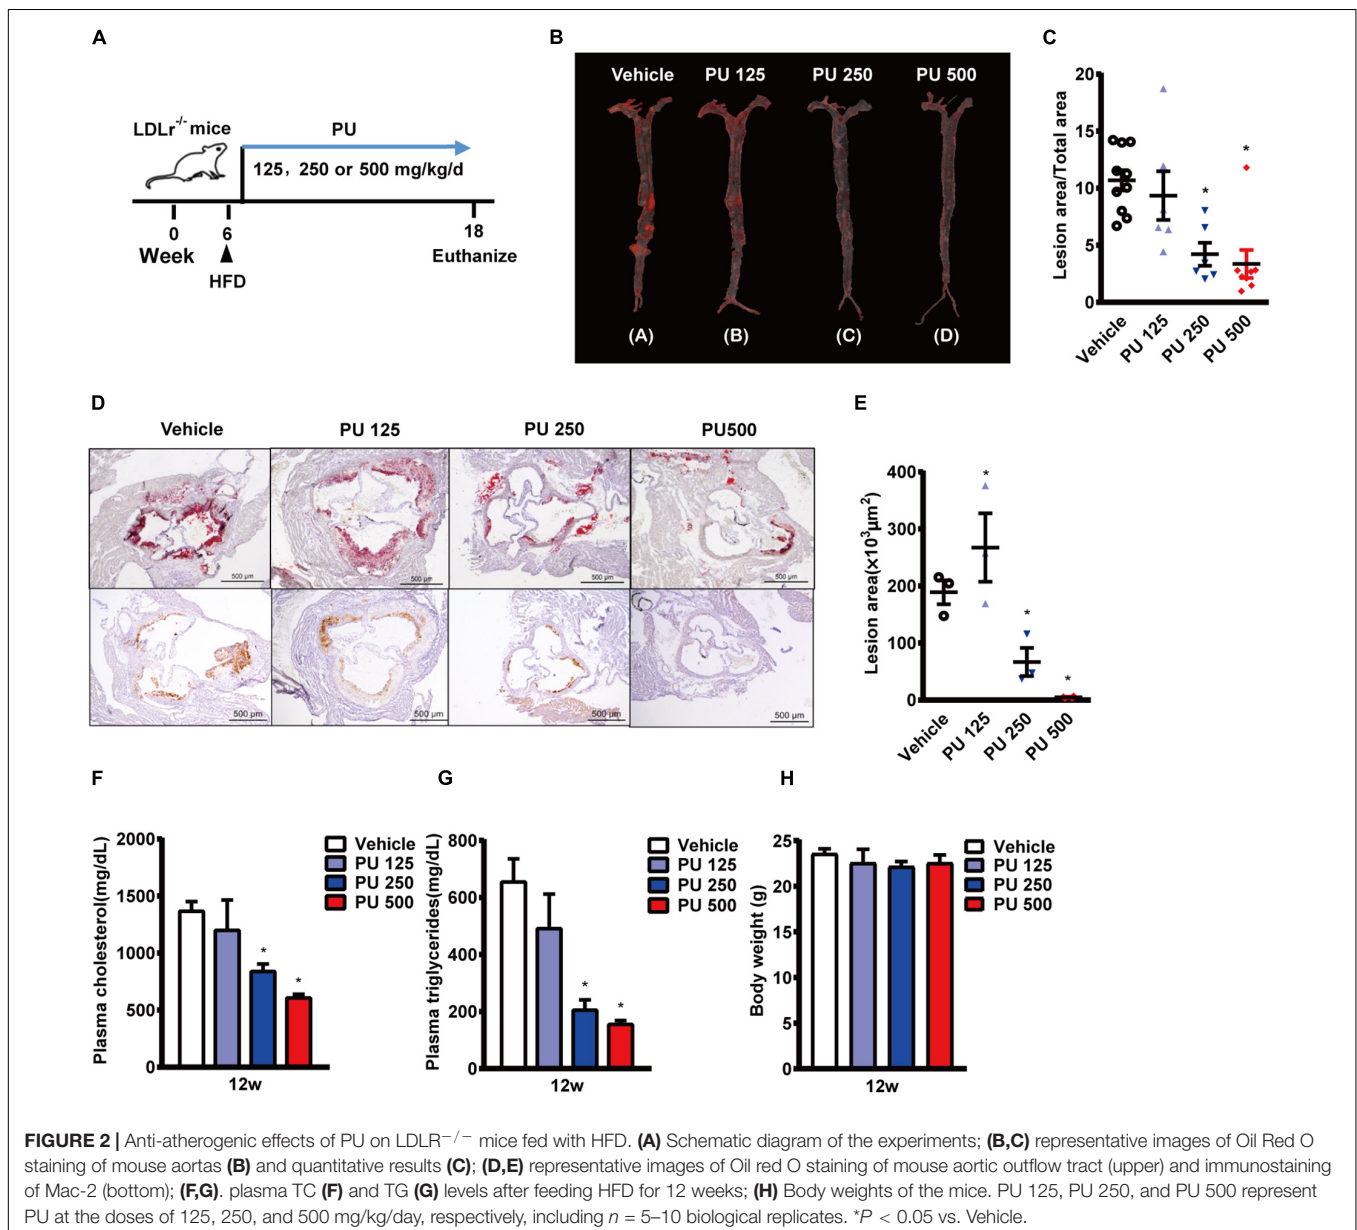 A
LDLr-/- mice
PU
125, 250 or 500 mg/kg/d
0
6
18
Week
HFD
Euthanize
B
Vehicle PU 125 PU 250 PU 500
(A) (B) (C) (D)
C
Lesion area/Total area
20
15
10
5
0
*
*
Vehicle
PU 125
PU 250
PU 500
D
Vehicle PU 125 PU 250 PU500
500 µm 500 µm 500 µm 500 µm
500 µm 500 µm 500 µm 500 µm
E
Lesion area(x10³µm²)
400
300
200
100
0
*
*
*
Vehicle
PU 125
PU 250
PU 500
F
Plasma cholesterol(mg/dL)
2000
1500
1000
500
0
*
*
12w
Vehicle
PU 125
PU 250
PU 500
G
Plasma triglycerides(mg/dL)
800
600
400
200
0
*
*
12w
Vehicle
PU 125
PU 250
PU 500
H
Body weight (g)
25
20
15
10
5
0
12w
Vehicle
PU 125
PU 250
PU 500
FIGURE 2 | Anti-atherogenic effects of PU on LDLR−/− mice fed with HFD. (A) Schematic diagram of the experiments; (B,C) representative images of Oil Red O
staining of mouse aortas (B) and quantitative results (C); (D,E) representative images of Oil red O staining of mouse aortic outflow tract (upper) and immunostaining
of Mac-2 (bottom); (F,G). plasma TC (F) and TG (G) levels after feeding HFD for 12 weeks; (H) Body weights of the mice. PU 125, PU 250, and PU 500 represent
PU at the doses of 125, 250, and 500 mg/kg/day, respectively, including n = 5–10 biological replicates. *P < 0.05 vs. Vehicle.